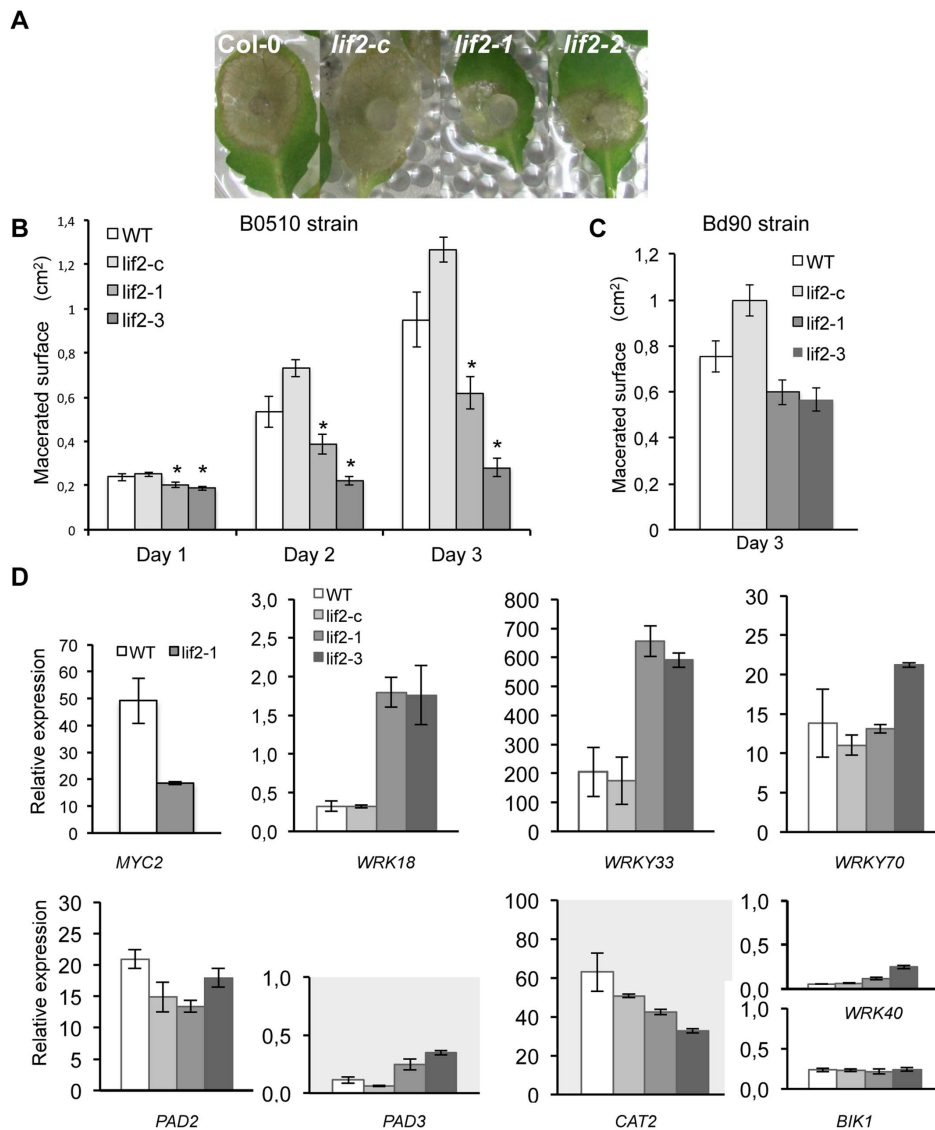 A
Col-0 lif2-c lif2-1 lif2-2
B
B0510 strain
Macerated surface (cm²)
1,4
1,2
1
0,8
0,6
0,4
0,2
0
WT
lif2-c
lif2-1
lif2-3
* *
* *
* *
Day 1 Day 2 Day 3
C
Bd90 strain
Macerated surface (cm²)
1,2
1
0,8
0,6
0,4
0,2
0
WT
lif2-c
lif2-1
lif2-3
Day 3
D
Relative expression
70
60
50
40
30
20
10
0
WT lif2-1
MYC2
3,0
2,5
2,0
1,5
1,0
0,5
0,0
WT
lif2-c
lif2-1
lif2-3
WRK18
800
700
600
500
400
300
200
100
0
WRKY33
30
25
20
15
10
5
0
WRKY70
Relative expression
30
25
20
15
10
5
0
PAD2
1,0
0,5
0,0
PAD3
100
80
60
40
20
0
CAT2
1,0
0,5
0,0
WRK40
1,0
0,5
0,0
BIK1